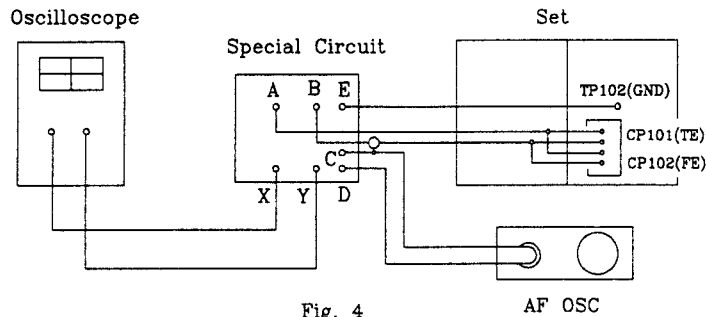 Oscilloscope
Set
Special Circuit
A B E
TP102(GND)
CP101(TE)
C
CP102(FE)
X Y D
Fig. 4
AF OSC